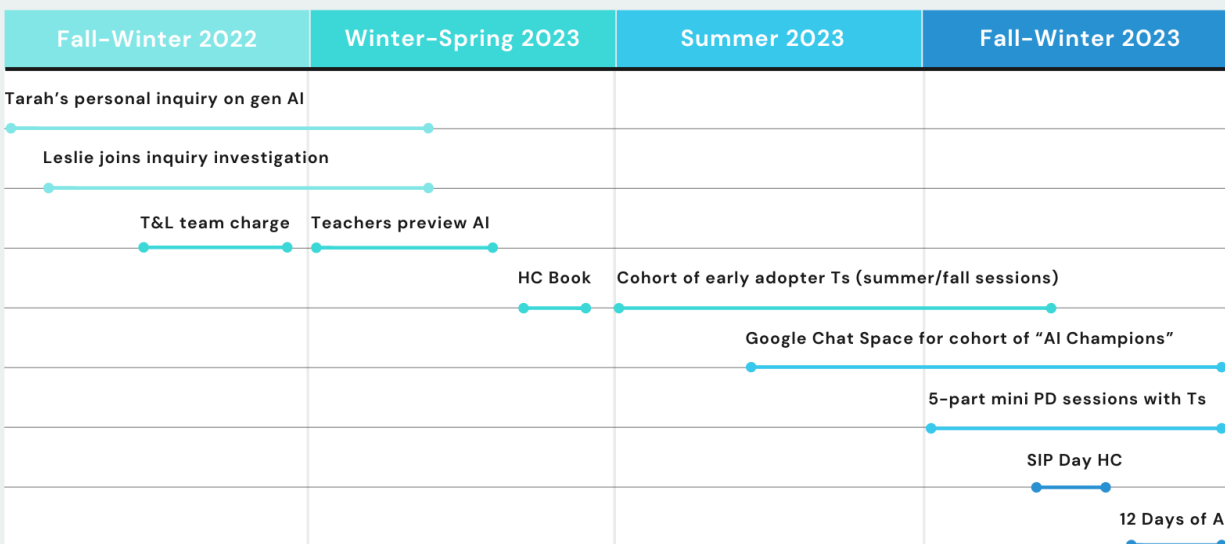 Fall-Winter 2022
Winter-Spring 2023
Summer 2023
Fall-Winter 2023
Tarah’s personal inquiry on gen AI
Leslie joins inquiry investigation
T&L team charge
Teachers preview AI
HC Book
Cohort of early adopter Ts (summer/fall sessions)
Google Chat Space for cohort of “AI Champions”
5-part mini PD sessions with Ts
SIP Day HC
12 Days of A